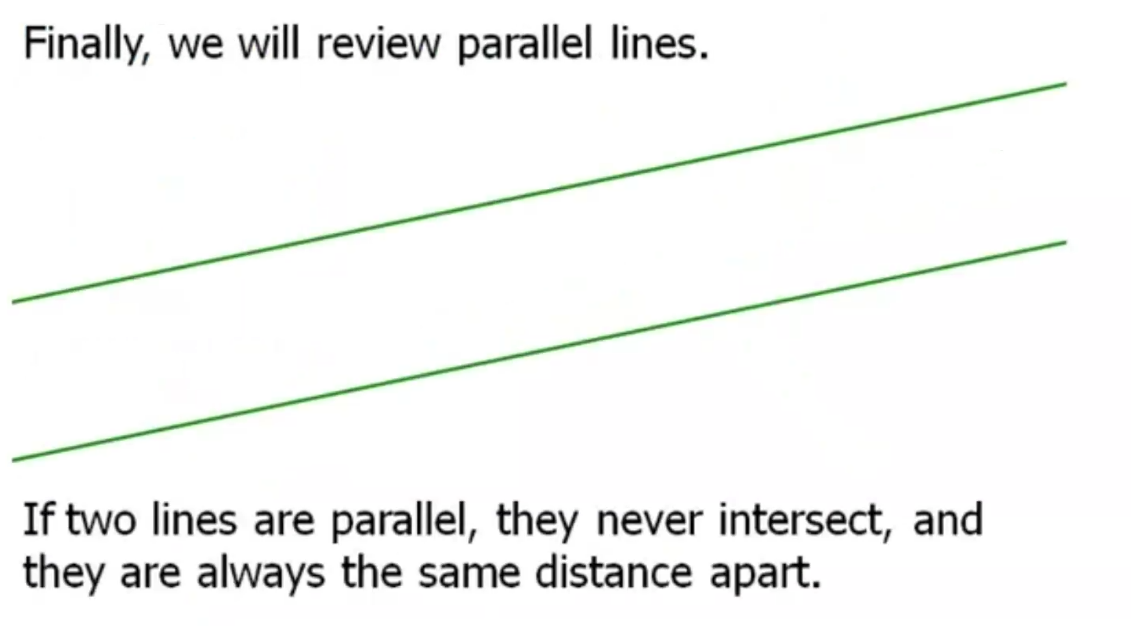 Finally, we will review parallel lines.
If two lines are parallel, they never intersect, and
they are always the same distance apart.